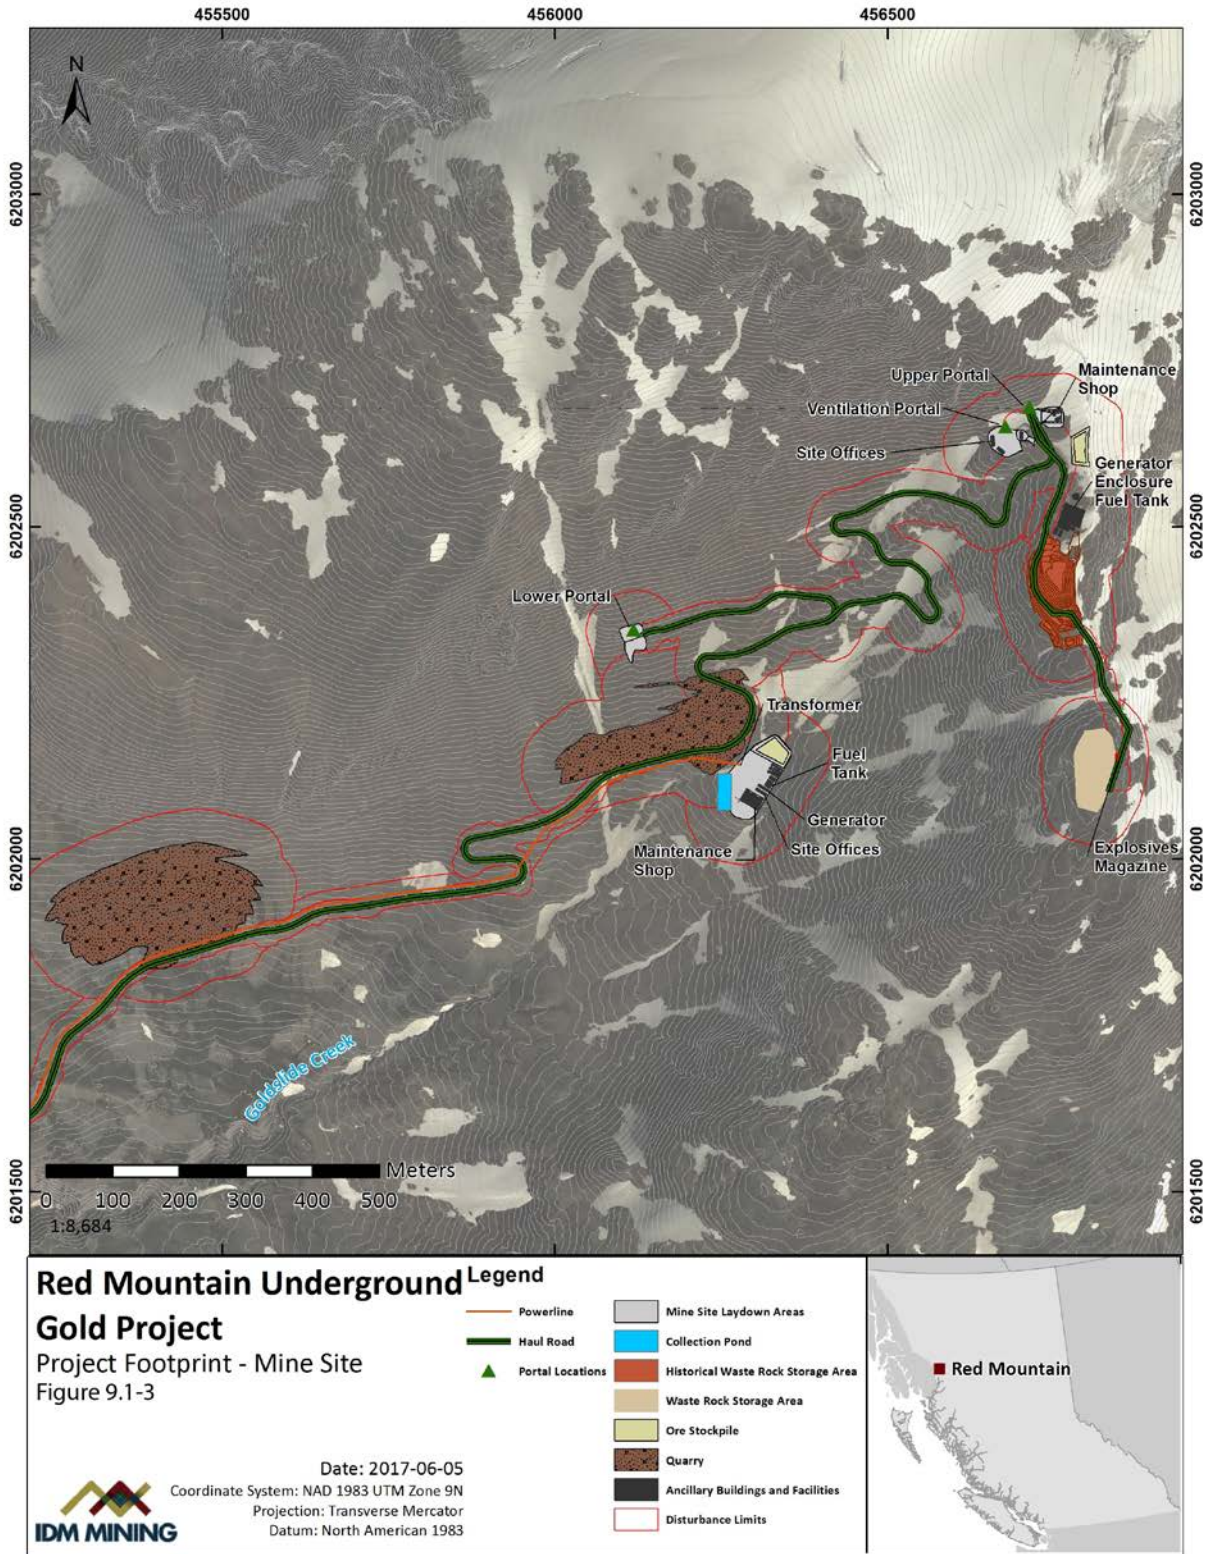 455500
456000
456500
N
6203000
6203000
Upper Portal
Maintenance
Shop
Ventilation Portal
Site Offices
Generator
Enclosure
Fuel Tank
6202500
6202500
Lower Portal
Transformer
Fuel
Tank
Generator
Maintenance
Shop
Site Offices
Explosives
Magazine
6202000
6202000
Goldslide Creek
Meters
0 100 200 300 400 500
1:8,684
6201500
6201500
Red Mountain Underground
Gold Project
Project Footprint - Mine Site
Figure 9.1-3
Date: 2017-06-05
Coordinate System: NAD 1983 UTM Zone 9N
Projection: Transverse Mercator
Datum: North American 1983
IDM MINING
Legend
Powerline
Haul Road
Portal Locations
Mine Site Laydown Areas
Collection Pond
Historical Waste Rock Storage Area
Waste Rock Storage Area
Ore Stockpile
Quarry
Ancillary Buildings and Facilities
Disturbance Limits
Red Mountain